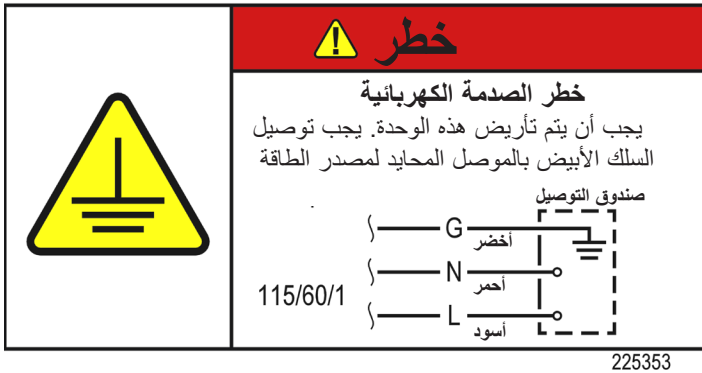 خطر
خطر الصدمة الكهربائية
يجب أن يتم تأريض هذه الوحدة. يجب توصيل
السلك الأبيض بالموصل المحايد لمصدر الطاقة
صندوق التوصيل
G أخضر
N أحمر
115/60/1
L أسود
225353